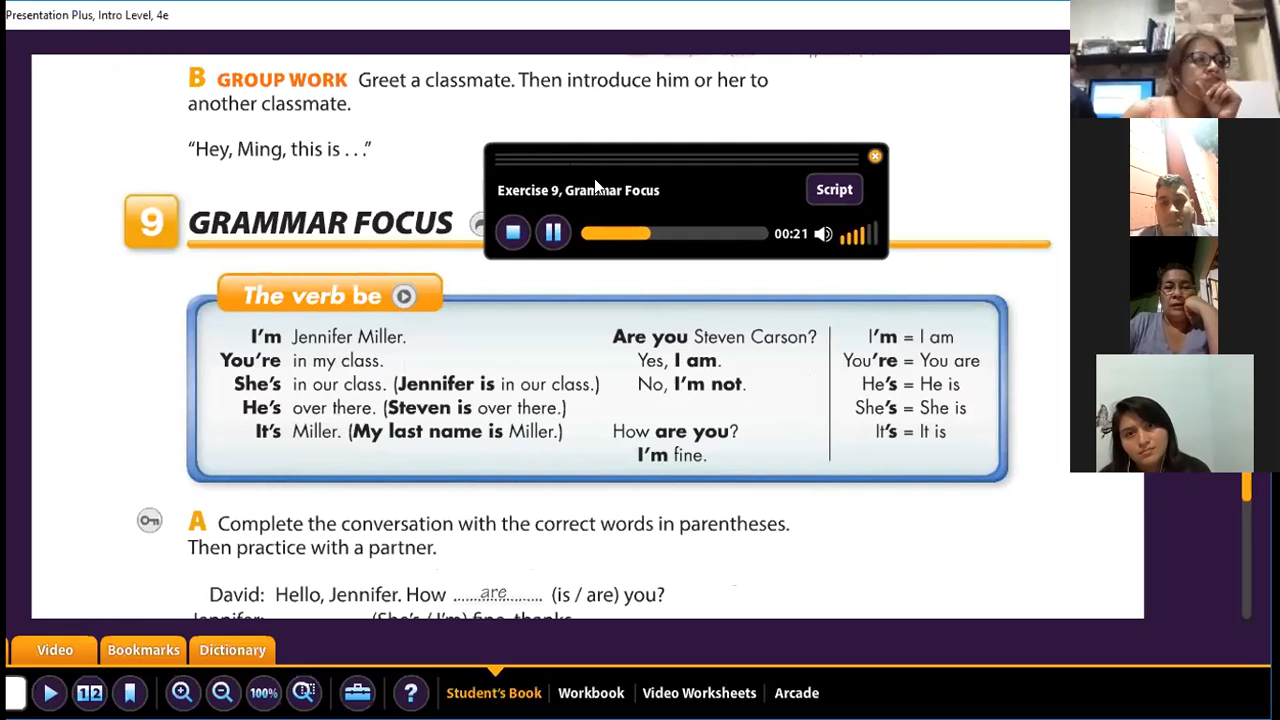 Presentation Plus, Intro Level, 4e
B GROUP WORK Greet a classmate. Then introduce him or her to
another classmate.
“Hey, Ming, this is . . .”
Exercise 9, Grammar Focus
Script
00:21
9 GRAMMAR FOCUS
The verb be
I'm Jennifer Miller.
You're in my class.
She's in our class. (Jennifer is in our class.)
He's over there. (Steven is over there.)
It's Miller. (My last name is Miller.)
Are you Steven Carson?
Yes, I am.
No, I'm not.
How are you?
I'm fine.
I'm = I am
You're = You are
He's = He is
She's = She is
It's = It is
A Complete the conversation with the correct words in parentheses.
Then practice with a partner.
David: Hello, Jennifer. How ......are............ (is / are) you?
Jennifer: (She's / I'm) fine, thanks
Video
Bookmarks
Dictionary
1 2
100%
?
Student's Book
Workbook
Video Worksheets
Arcade